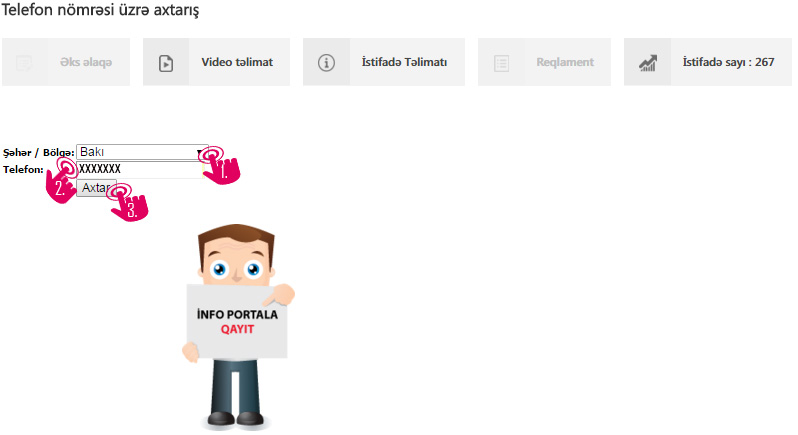 Telefon nömrəsi üzrə axtarış
Əks əlaqə
Video təlimat
İstifadə Təlimatı
Reqlament
İstifadə sayı : 267
Şəhər / Bölgə: Bakı
1.
Telefon: XXXXXXX
2.
Axtar
3.
İNFO PORTALA
QAYIT